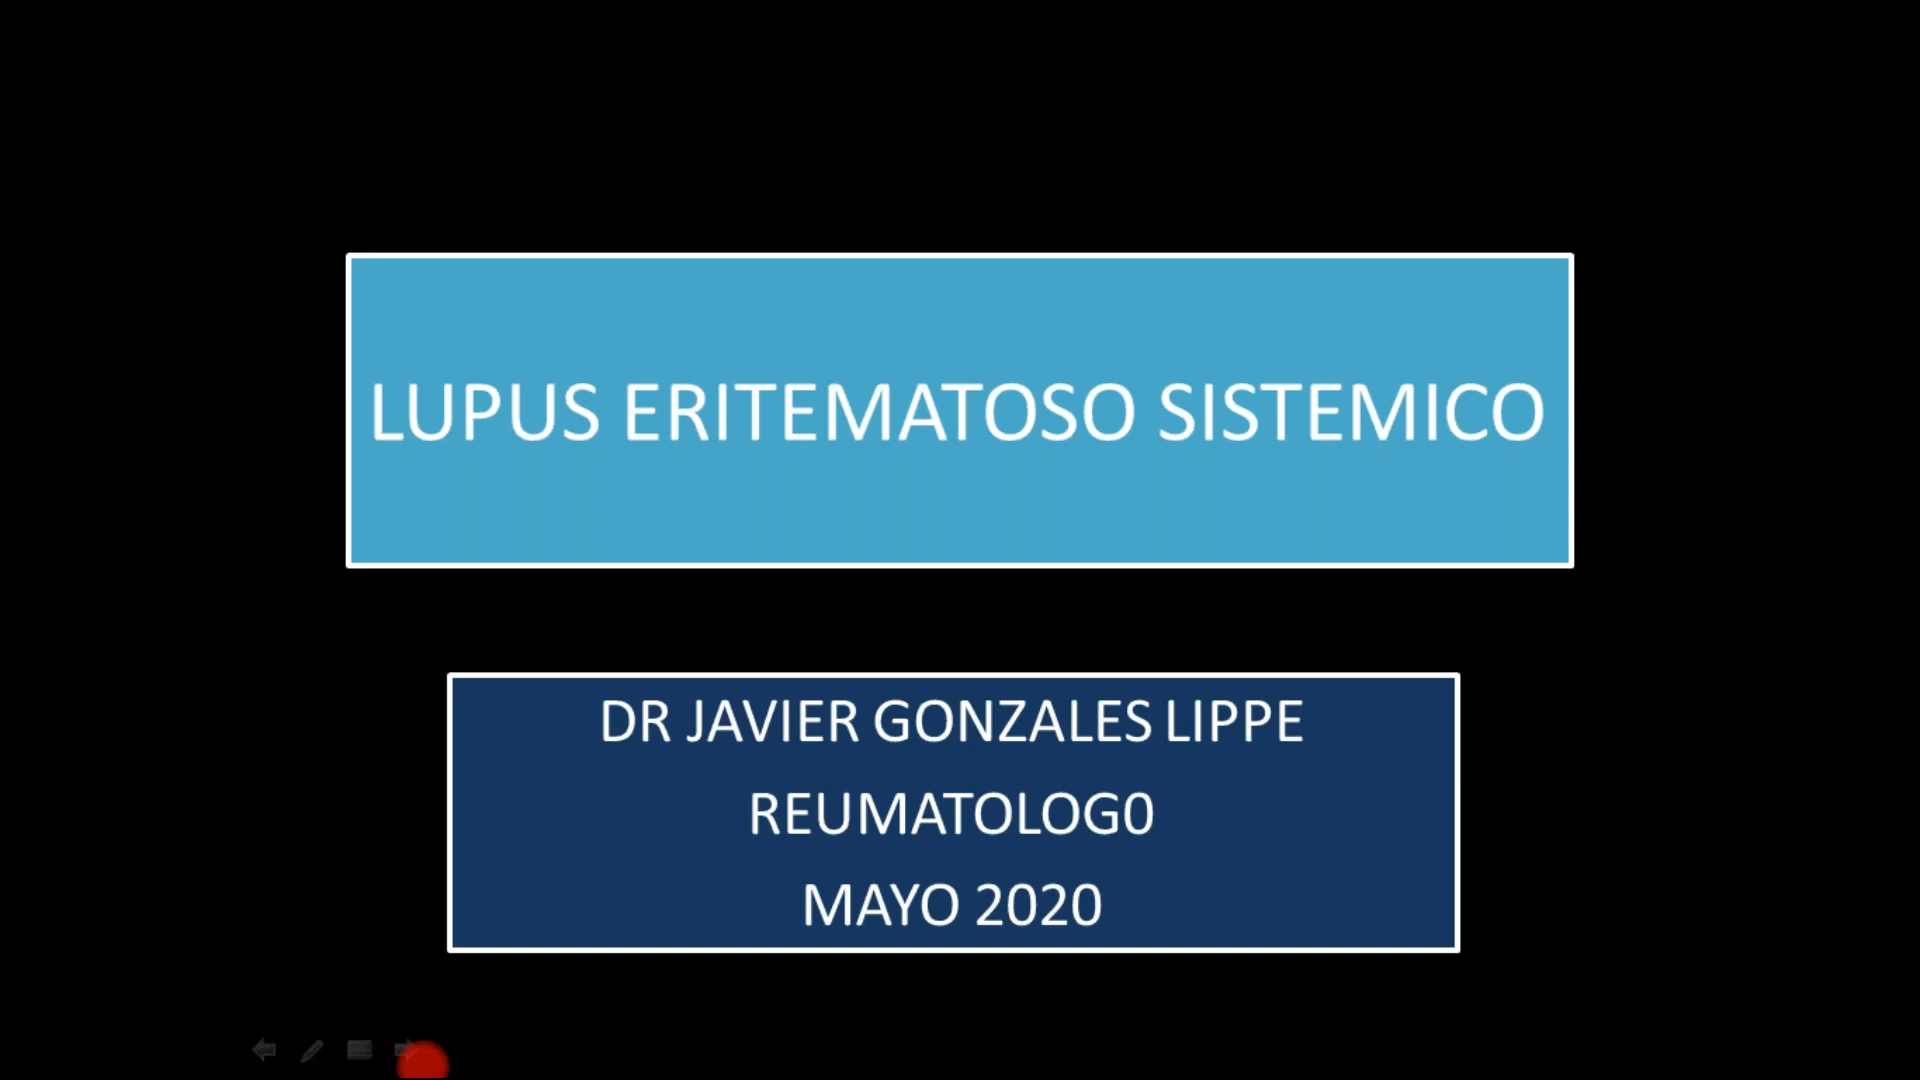 LUPUS ERITEMATOSO SISTEMICO
DR JAVIER GONZALES LIPPE
REUMATOLOG0
MAYO 2020